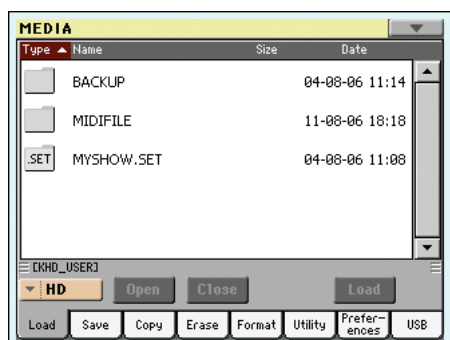 MEDIA
Type Name Size Date
BACKUP 04-08-06 11:14
MIDIFILE 11-08-06 18:18
.SET MYSHOW.SET 04-08-06 11:08
[KHD_USER]
HD Open Close Load
Load Save Copy Erase Format Utility Prefer-ences USB